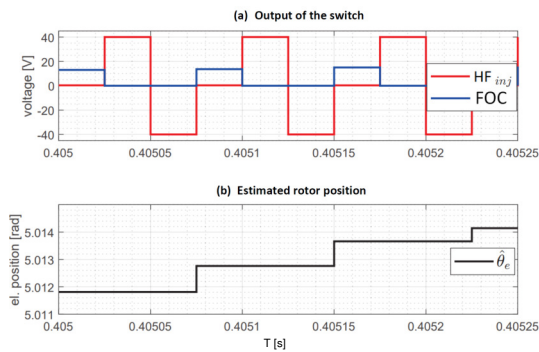 (a) Output of the switch
voltage [V]
40
20
0
-20
-40
HF inj
FOC
0.405
0.40505
0.4051
0.40515
0.4052
0.40525
(b) Estimated rotor position
el. position [rad]
5.014
5.013
5.012
5.011
θ̂e
0.405
0.40505
0.4051
0.40515
0.4052
0.40525
T [s]